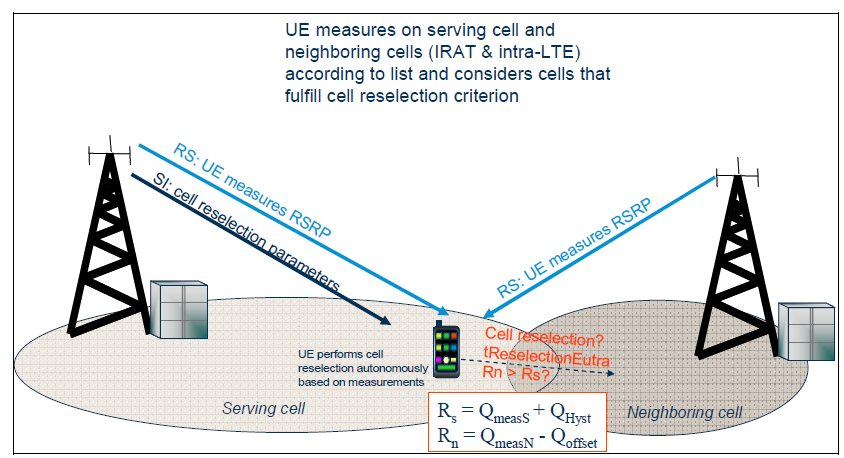 UE measures on serving cell and
neighboring cells (IRAT & intra-LTE)
according to list and considers cells that
fulfill cell reselection criterion
RS: UE measures RSRP
SI: cell reselection parameters
RS: UE measures RSRP
UE performs cell
reselection autonomously
based on measurements
Cell reselection?
tReselectionEutra
Rn > Rs?
Serving cell
Neighboring cell
Rs = QmeasS + QHyst
Rn = QmeasN - Qoffset